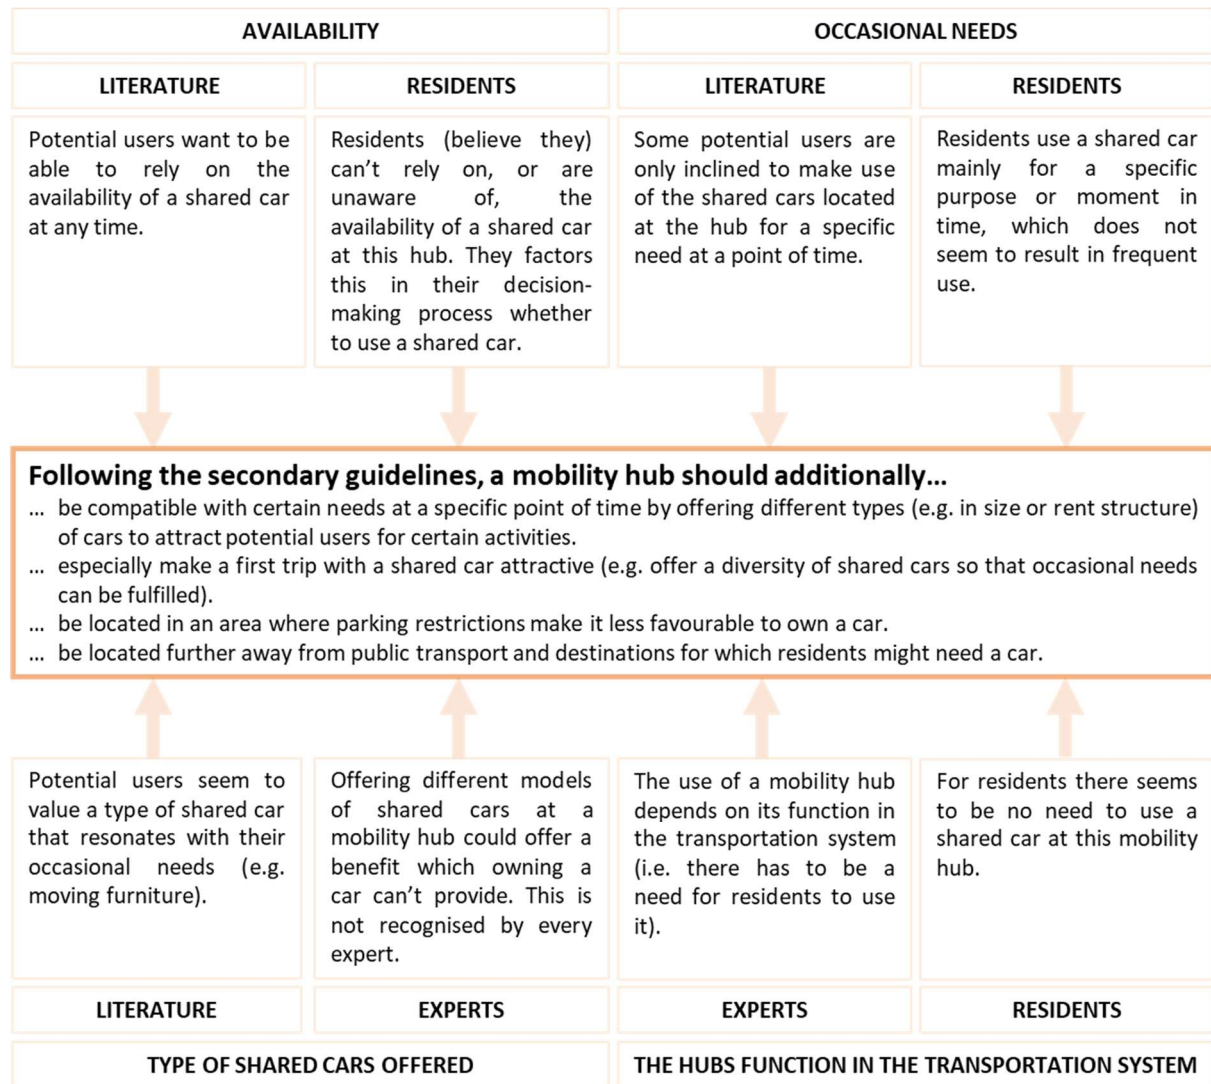 AVAILABILITY
OCCASIONAL NEEDS
LITERATURE
RESIDENTS
LITERATURE
RESIDENTS
Potential users want to be
able to rely on the
availability of a shared car
at any time.
Residents (believe they)
can't rely on, or are
unaware of, the
availability of a shared car
at this hub. They factors
this in their decision-
making process whether
to use a shared car.
Some potential users are
only inclined to make use
of the shared cars located
at the hub for a specific
need at a point of time.
Residents use a shared car
mainly for a specific
purpose or moment in
time, which does not
seem to result in frequent
use.
Following the secondary guidelines, a mobility hub should additionally...
... be compatible with certain needs at a specific point of time by offering different types (e.g. in size or rent structure)
of cars to attract potential users for certain activities.
... especially make a first trip with a shared car attractive (e.g. offer a diversity of shared cars so that occasional needs
can be fulfilled).
... be located in an area where parking restrictions make it less favourable to own a car.
... be located further away from public transport and destinations for which residents might need a car.
Potential users seem to
value a type of shared car
that resonates with their
occasional needs (e.g.
moving furniture).
Offering different models
of shared cars at a
mobility hub could offer a
benefit which owning a
car can't provide. This is
not recognised by every
expert.
The use of a mobility hub
depends on its function in
the transportation system
(i.e. there has to be a
need for residents to use
it).
For residents there seems
to be no need to use a
shared car at this mobility
hub.
LITERATURE
EXPERTS
EXPERTS
RESIDENTS
TYPE OF SHARED CARS OFFERED
THE HUBS FUNCTION IN THE TRANSPORTATION SYSTEM